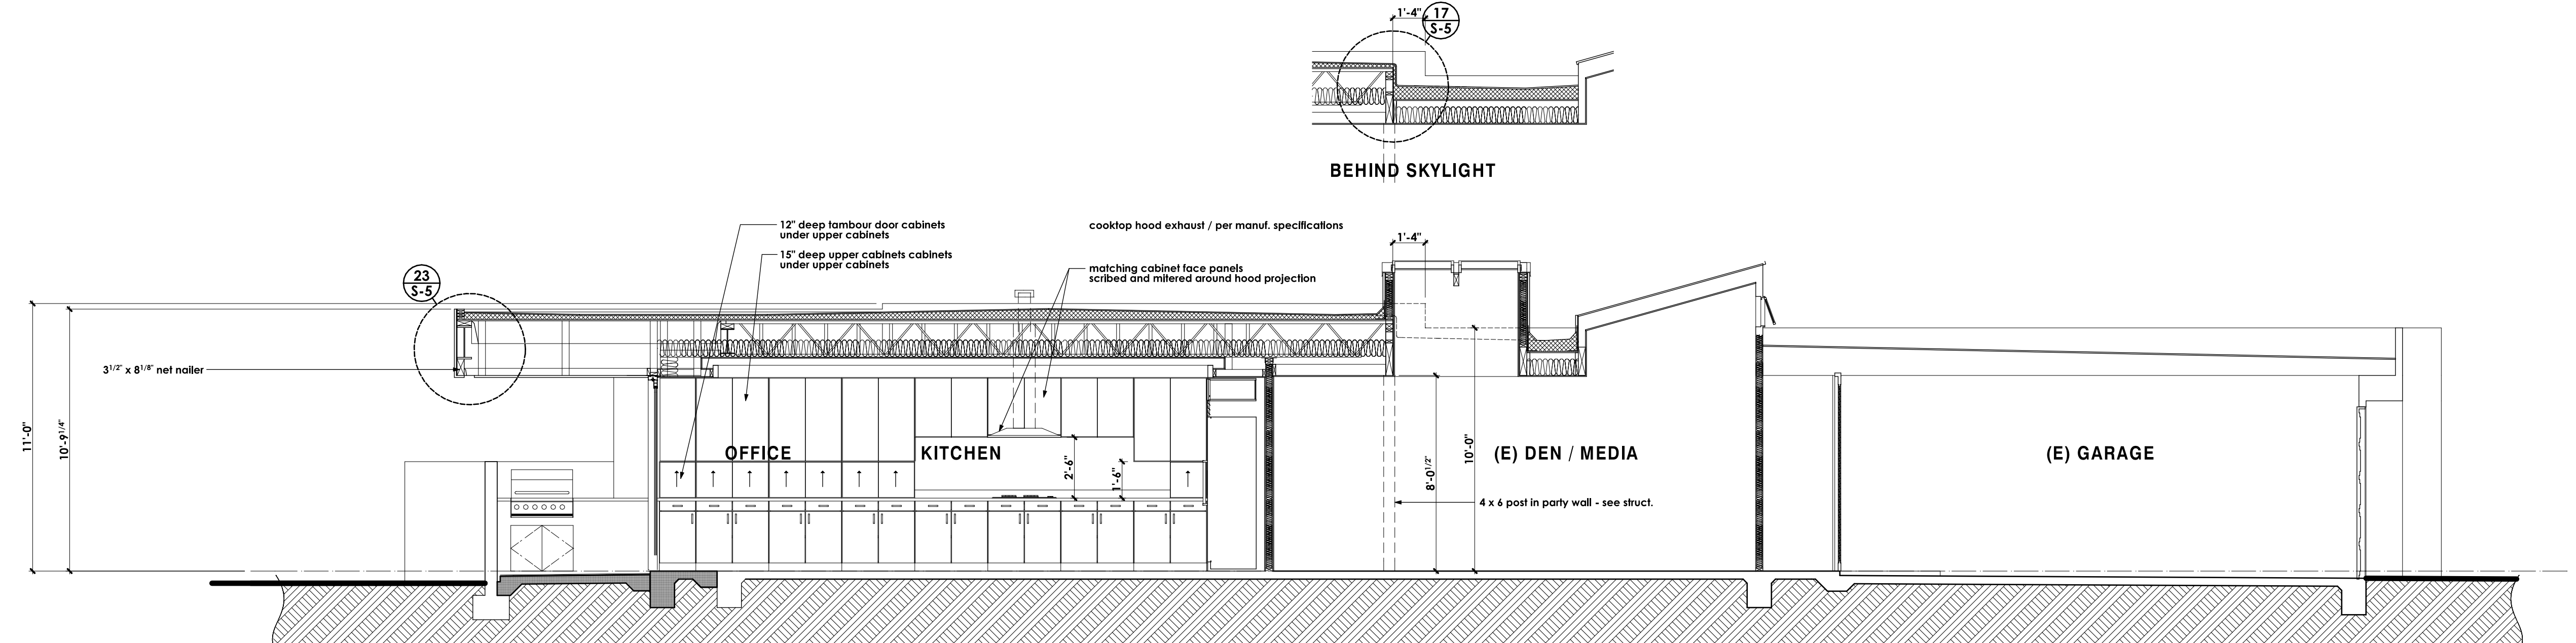 1'-4"
17
S-5
BEHIND SKYLIGHT
12" deep tambour door cabinets
under upper cabinets
cooktop hood exhaust / per manuf. specifications
1'-4"
15" deep upper cabinets cabinets
under upper cabinets
matching cabinet face panels
scribed and mitered around hood projection
23
S-5
3 1/2" x 8 1/8" net nailer
11'-0"
10'-9 1/4"
OFFICE
KITCHEN
2'-6"
1'-6"
8'-0 1/2"
10'-0"
(E) DEN / MEDIA
(E) GARAGE
4 x 6 post in party wall - see struct.